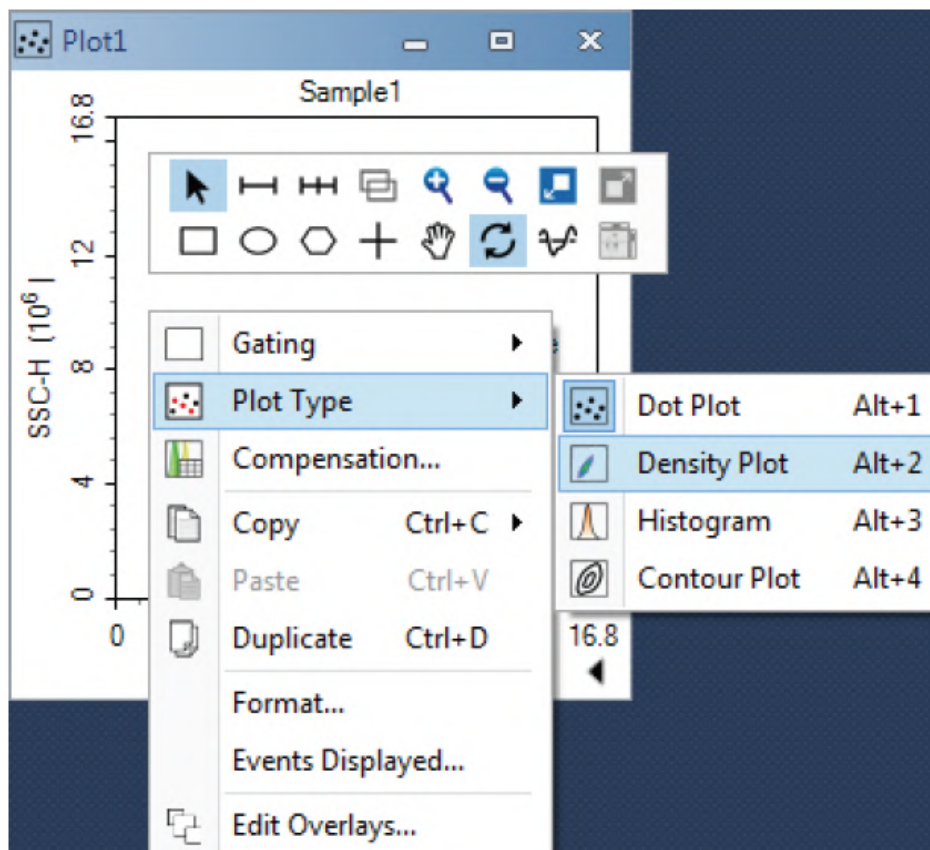 Plot1
Sample1
16.8
12
8
4
0
SSC-H (10⁶ |
0
16.8
Gating
Plot Type
Compensation...
Copy Ctrl+C
Paste Ctrl+V
Duplicate Ctrl+D
Format...
Events Displayed...
Edit Overlays...
Dot Plot Alt+1
Density Plot Alt+2
Histogram Alt+3
Contour Plot Alt+4